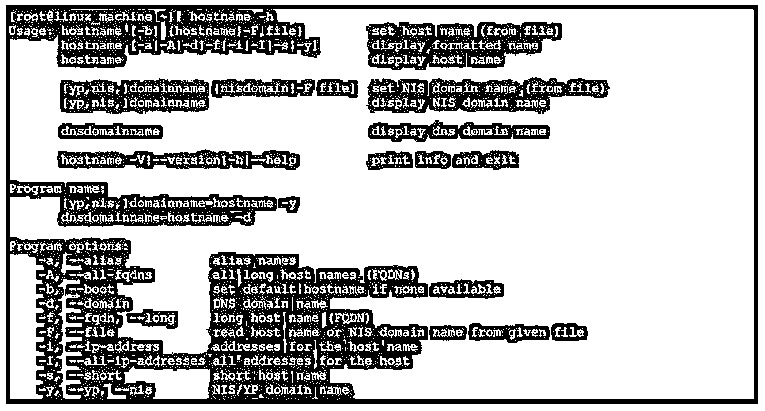 [root@linux machine ~]# hostname -h
Usage: hostname [-b] {hostname|-F file} set host name (from file)
hostname [-a|-A|-d|-f|-i|-I|-s|-y] display formatted name
hostname display host name
{yp,nis,}domainname {nisdomain|-F file} set NIS domain name (from file)
{yp,nis,}domainname display NIS domain name
dnsdomainname display dns domain name
hostname -V|--version|-h|--help print info and exit
Program name:
{yp,nis,}domainname=hostname -y
dnsdomainname=hostname -d
Program options:
-a, --alias alias names
-A, --all-fqdns all long host names (FQDNs)
-b, --boot set default hostname if none available
-d, --domain DNS domain name
-f, --fqdn, --long long host name (FQDN)
-F, --file read host name or NIS domain name from given file
-i, --ip-address addresses for the host name
-I, --all-ip-addresses all addresses for the host
-s, --short short host name
-y, --yp, --nis NIS/YP domain name